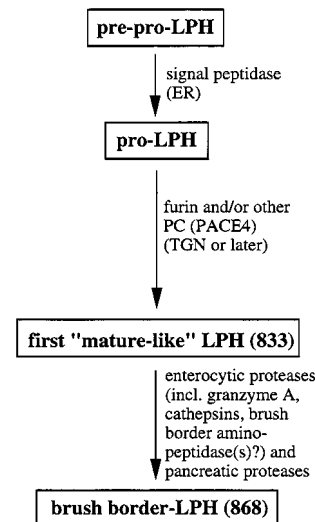 pre-pro-LPH
signal peptidase
(ER)
pro-LPH
furin and/or other
PC (PACE4)
(TGN or later)
first "mature-like" LPH (833)
enterocytic proteases
(incl. granzyme A,
cathepsins, brush
border amino-
peptidase(s)?) and
pancreatic proteases
brush border-LPH (868)